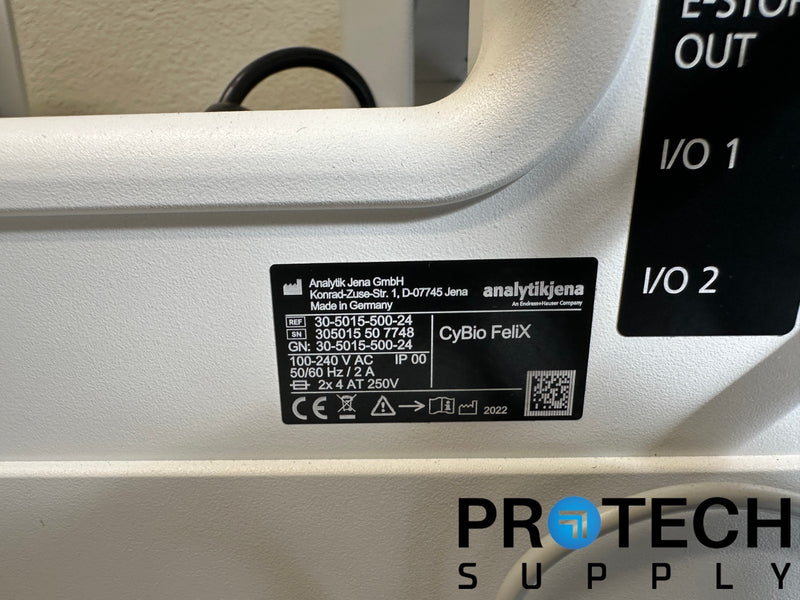 E-STOP
OUT
I/O 1
I/O 2
Analytik Jena GmbH
Konrad-Zuse-Str. 1, D-07745 Jena
Made in Germany
analytikjena
An Endress+Hauser Company
REF 30-5015-500-24
SN 305015 50 7748
GN: 30-5015-500-24
CyBio FeliX
100-240 V AC IP 00
50/60 Hz / 2 A
2x 4 AT 250V
CE
2022
PROTECH
SUPPLY